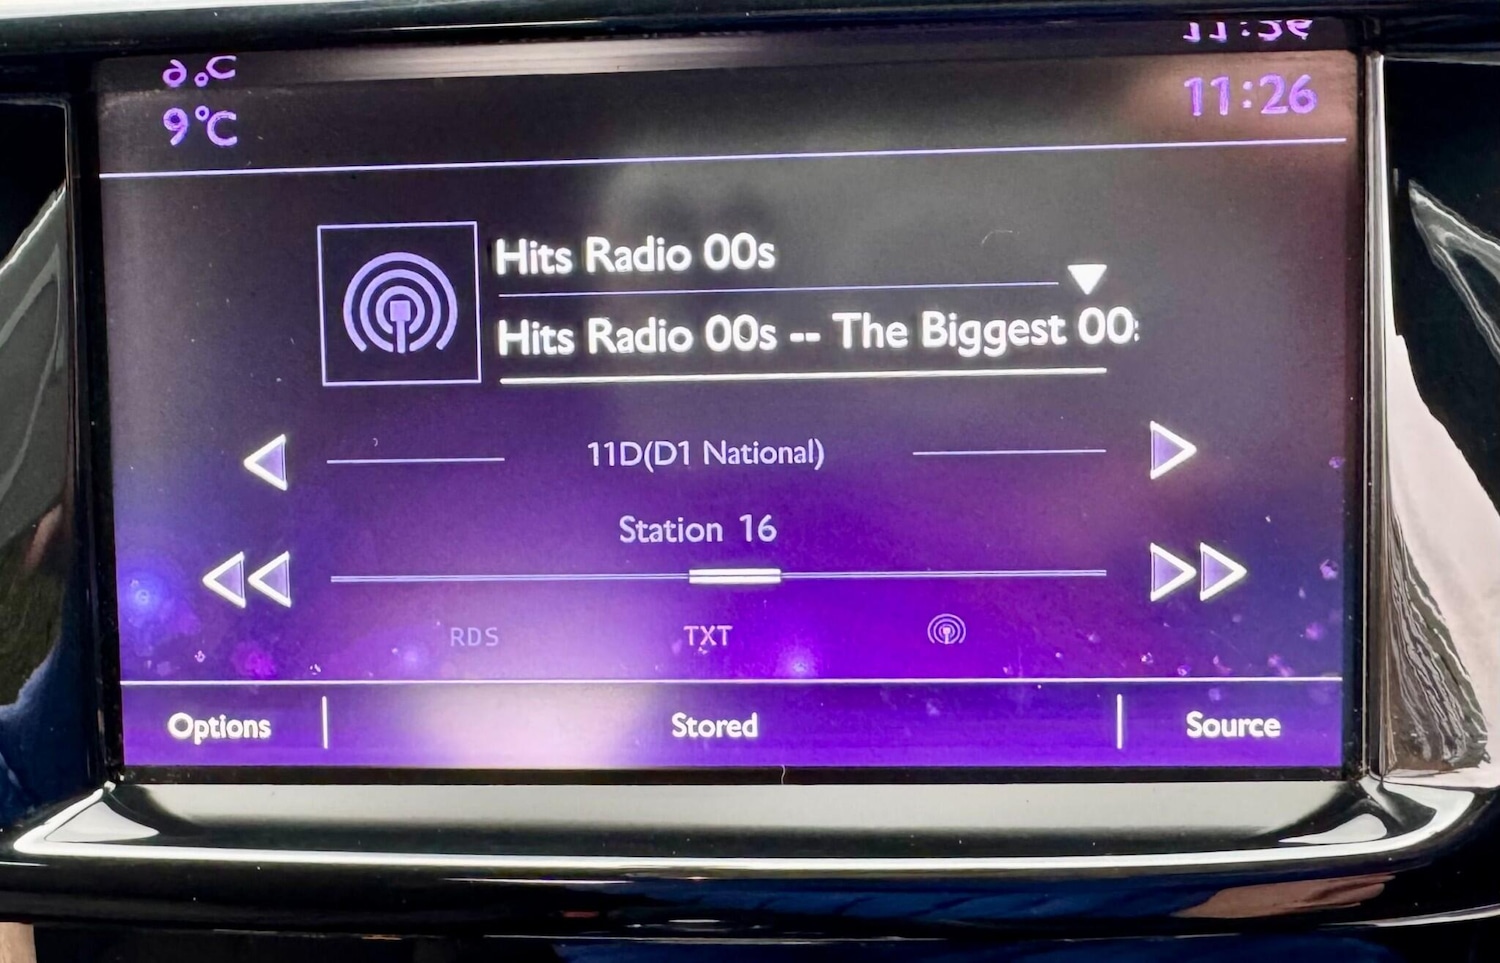 9°C
11:26
Hits Radio 00s
Hits Radio 00s -- The Biggest 00s
11D(D1 National)
Station 16
RDS
TXT
Options
Stored
Source